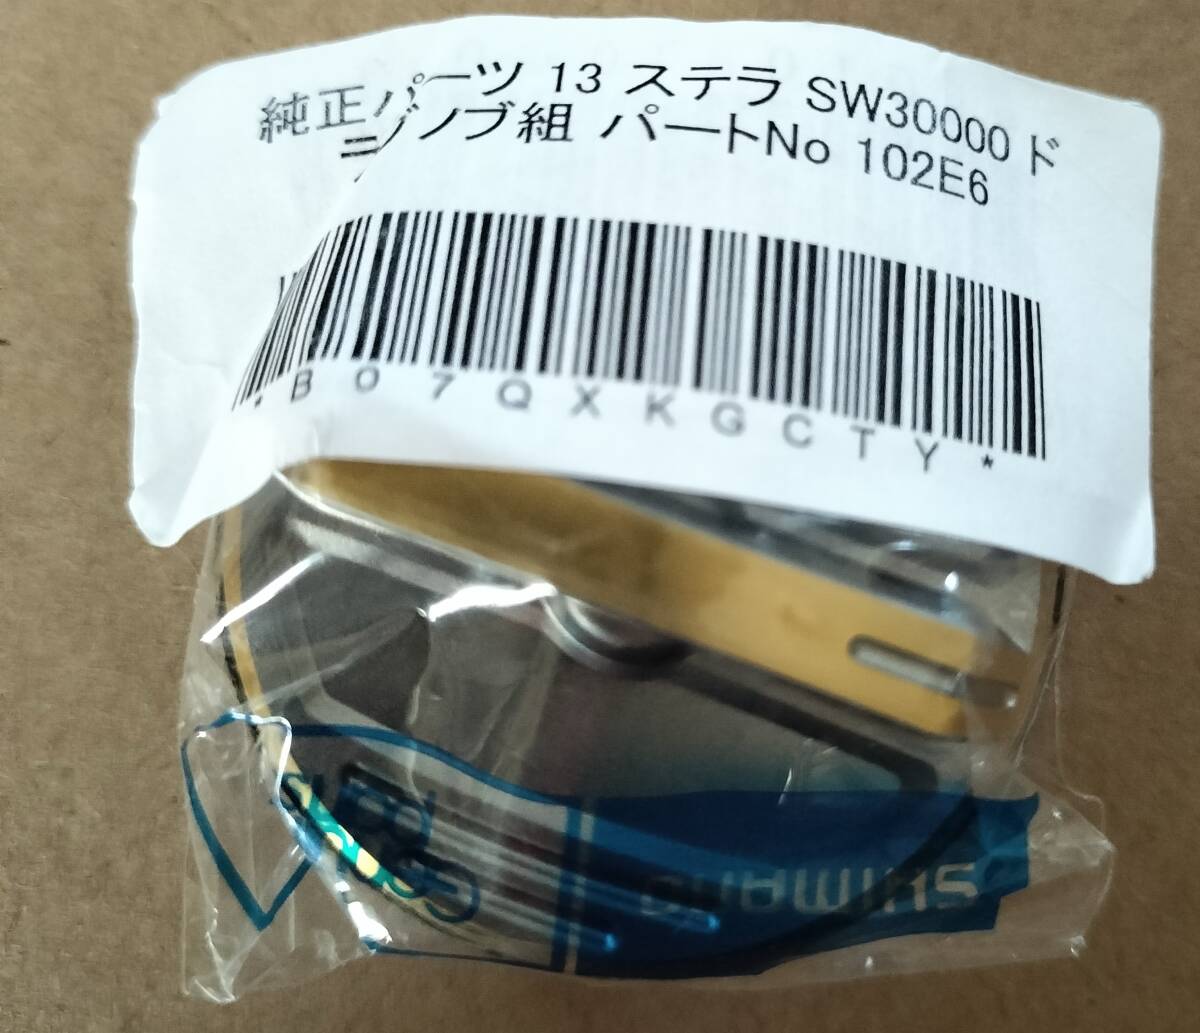 純正パーツ 13 ステラ SW30000 ド
ラグノブ組 パートNo 102E6
*B07QXKGCTY*
SHIMANO